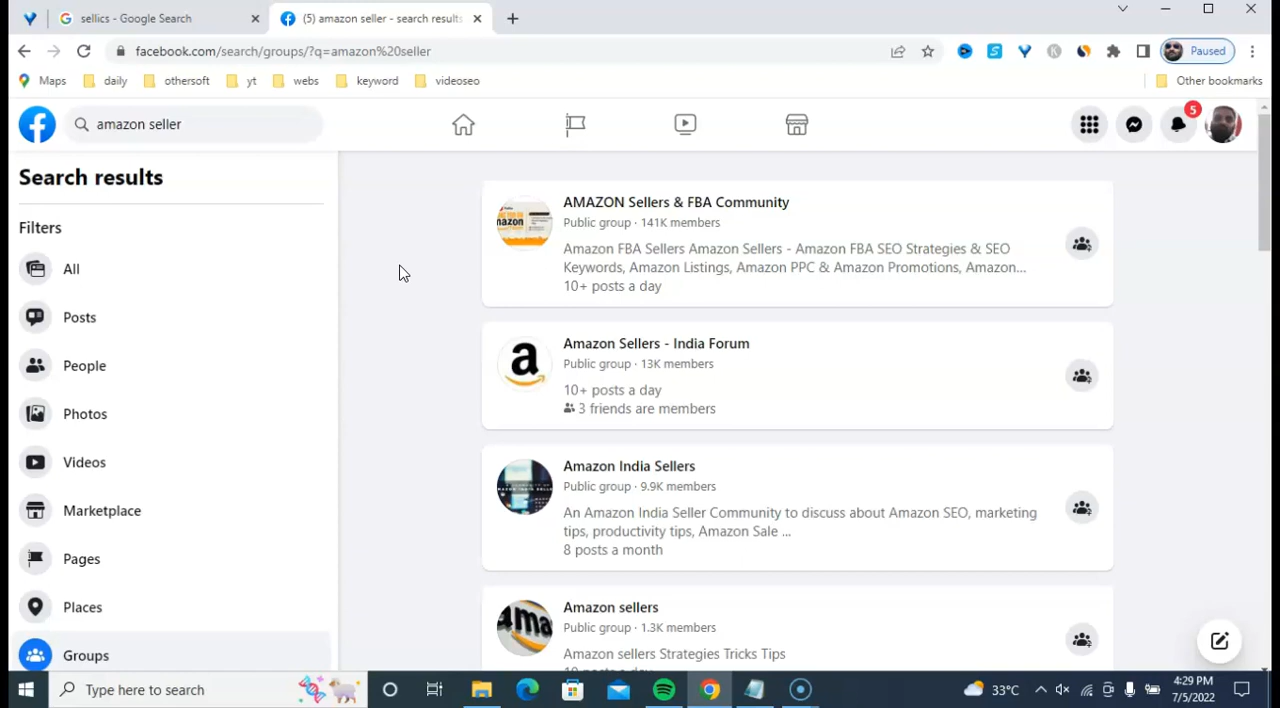 sellics - Google Search
(5) amazon seller - search results
facebook.com/search/groups/?q=amazon%20seller
Paused
Maps
daily
othersoft
yt
webs
keyword
videoseo
Other bookmarks
amazon seller
5
Search results
Filters
All
Posts
People
Photos
Videos
Marketplace
Pages
Places
Groups
AMAZON Sellers & FBA Community
Public group · 141K members
Amazon FBA Sellers Amazon Sellers - Amazon FBA SEO Strategies & SEO
Keywords, Amazon Listings, Amazon PPC & Amazon Promotions, Amazon...
10+ posts a day
Amazon Sellers - India Forum
Public group · 13K members
10+ posts a day
3 friends are members
Amazon India Sellers
Public group · 9.9K members
An Amazon India Seller Community to discuss about Amazon SEO, marketing
tips, productivity tips, Amazon Sale ...
8 posts a month
Amazon sellers
Public group · 1.3K members
Amazon sellers Strategies Tricks Tips
10 posts a day
Type here to search
33°C
4:29 PM
7/5/2022